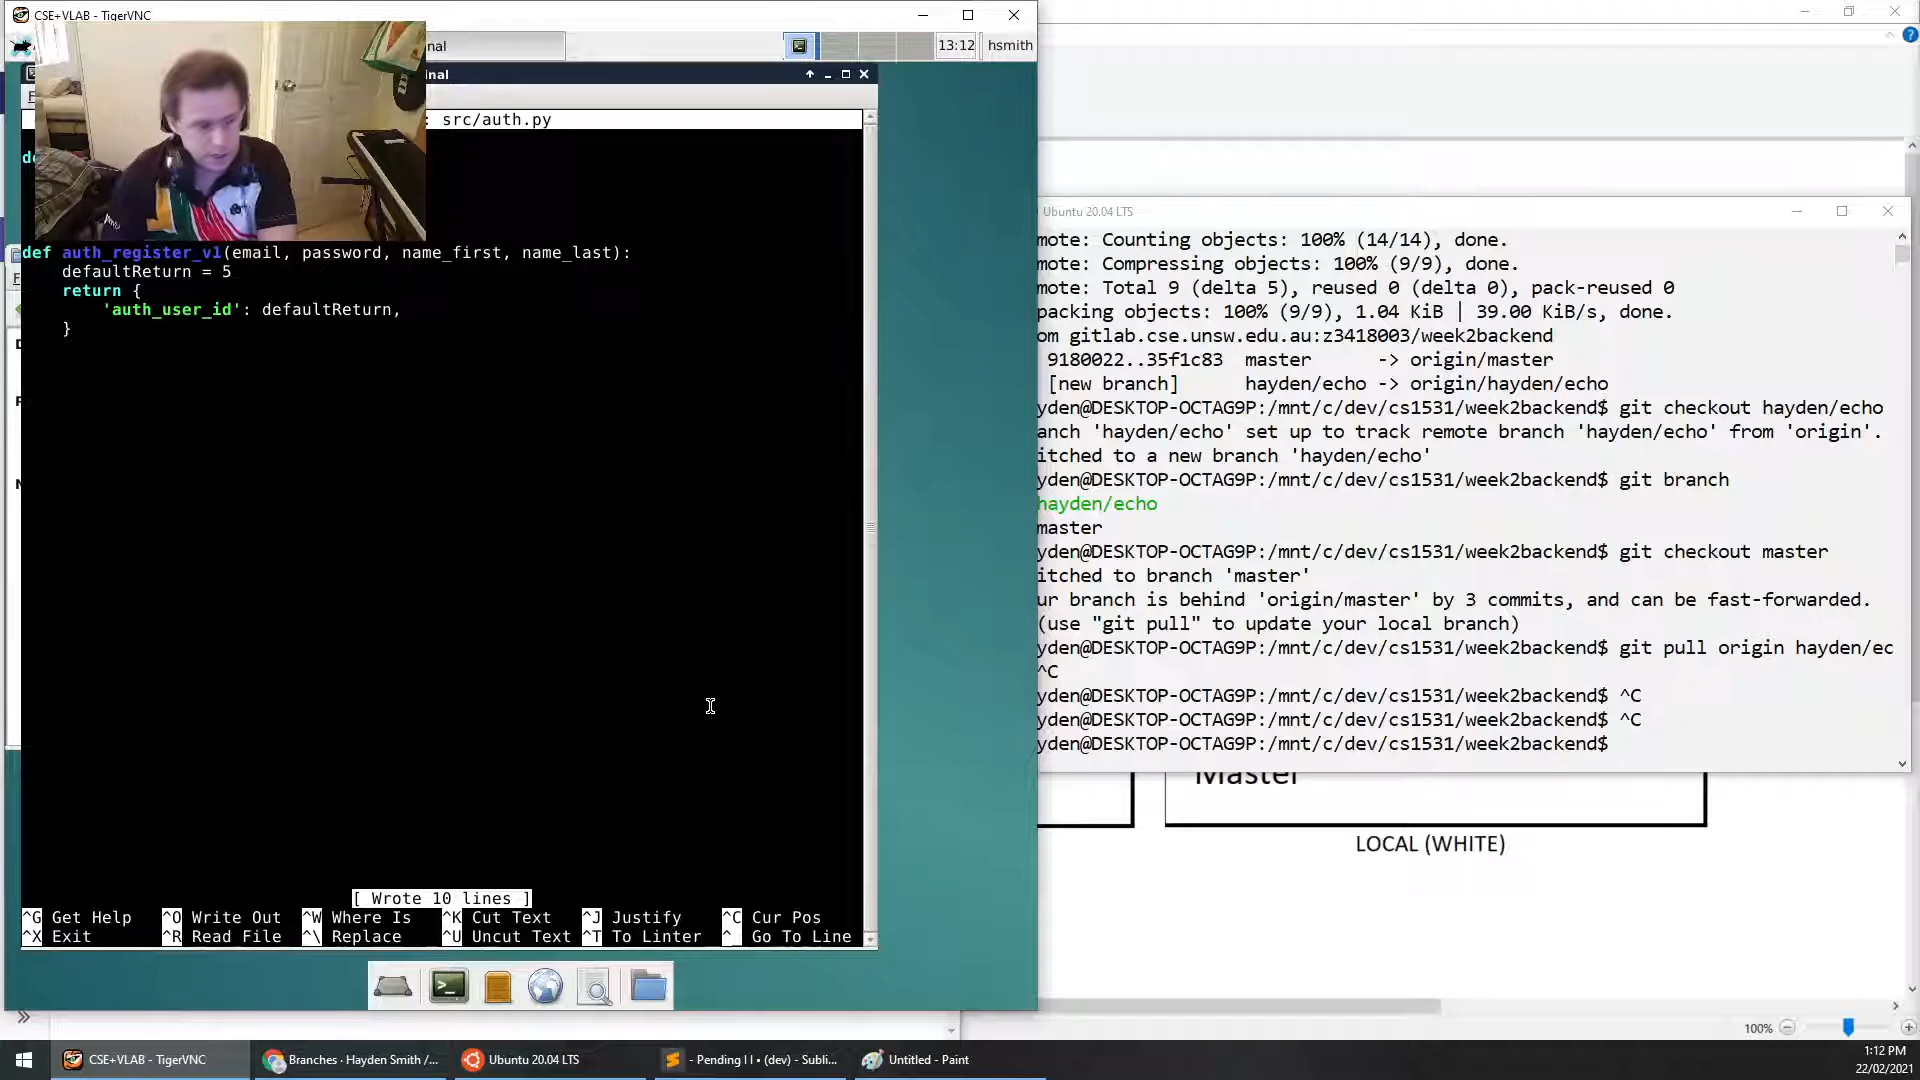 CSE+VLAB - TigerVNC
nal
13:12
hsmith
nal
: src/auth.py
def auth_register_v1(email, password, name_first, name_last):
defaultReturn = 5
return {
'auth_user_id': defaultReturn,
}
[ Wrote 10 lines ]
^G Get Help ^O Write Out ^W Where Is ^K Cut Text ^J Justify ^C Cur Pos
^X Exit ^R Read File ^\ Replace ^U Uncut Text ^T To Linter ^_ Go To Line
Ubuntu 20.04 LTS
mote: Counting objects: 100% (14/14), done.
mote: Compressing objects: 100% (9/9), done.
mote: Total 9 (delta 5), reused 0 (delta 0), pack-reused 0
packing objects: 100% (9/9), 1.04 KiB | 39.00 KiB/s, done.
om gitlab.cse.unsw.edu.au:z3418003/week2backend
9180022..35f1c83 master -> origin/master
[new branch] hayden/echo -> origin/hayden/echo
yden@DESKTOP-OCTAG9P:/mnt/c/dev/cs1531/week2backend$ git checkout hayden/echo
anch 'hayden/echo' set up to track remote branch 'hayden/echo' from 'origin'.
itched to a new branch 'hayden/echo'
yden@DESKTOP-OCTAG9P:/mnt/c/dev/cs1531/week2backend$ git branch
hayden/echo
master
yden@DESKTOP-OCTAG9P:/mnt/c/dev/cs1531/week2backend$ git checkout master
itched to branch 'master'
ur branch is behind 'origin/master' by 3 commits, and can be fast-forwarded.
(use "git pull" to update your local branch)
yden@DESKTOP-OCTAG9P:/mnt/c/dev/cs1531/week2backend$ git pull origin hayden/ec
^C
yden@DESKTOP-OCTAG9P:/mnt/c/dev/cs1531/week2backend$ ^C
yden@DESKTOP-OCTAG9P:/mnt/c/dev/cs1531/week2backend$ ^C
yden@DESKTOP-OCTAG9P:/mnt/c/dev/cs1531/week2backend$
Master
LOCAL (WHITE)
100%
CSE+VLAB - TigerVNC
Branches · Hayden Smith /...
Ubuntu 20.04 LTS
- Pending I I • (dev) - Subli...
Untitled - Paint
1:12 PM
22/02/2021